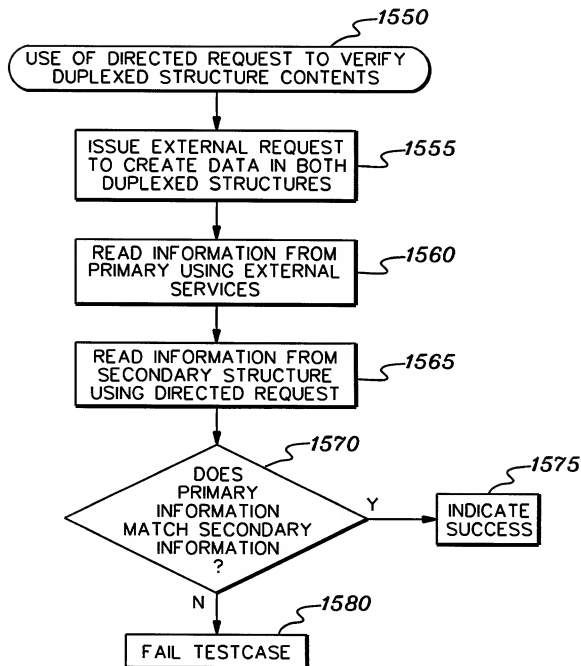 1550
USE OF DIRECTED REQUEST TO VERIFY
DUPLEXED STRUCTURE CONTENTS
ISSUE EXTERNAL REQUEST
TO CREATE DATA IN BOTH
DUPLEXED STRUCTURES
1555
READ INFORMATION FROM
PRIMARY USING EXTERNAL
SERVICES
1560
READ INFORMATION FROM
SECONDARY STRUCTURE
USING DIRECTED REQUEST
1565
1570
DOES
PRIMARY
INFORMATION
MATCH SECONDARY
INFORMATION
?
Y
1575
INDICATE
SUCCESS
N
1580
FAIL TESTCASE